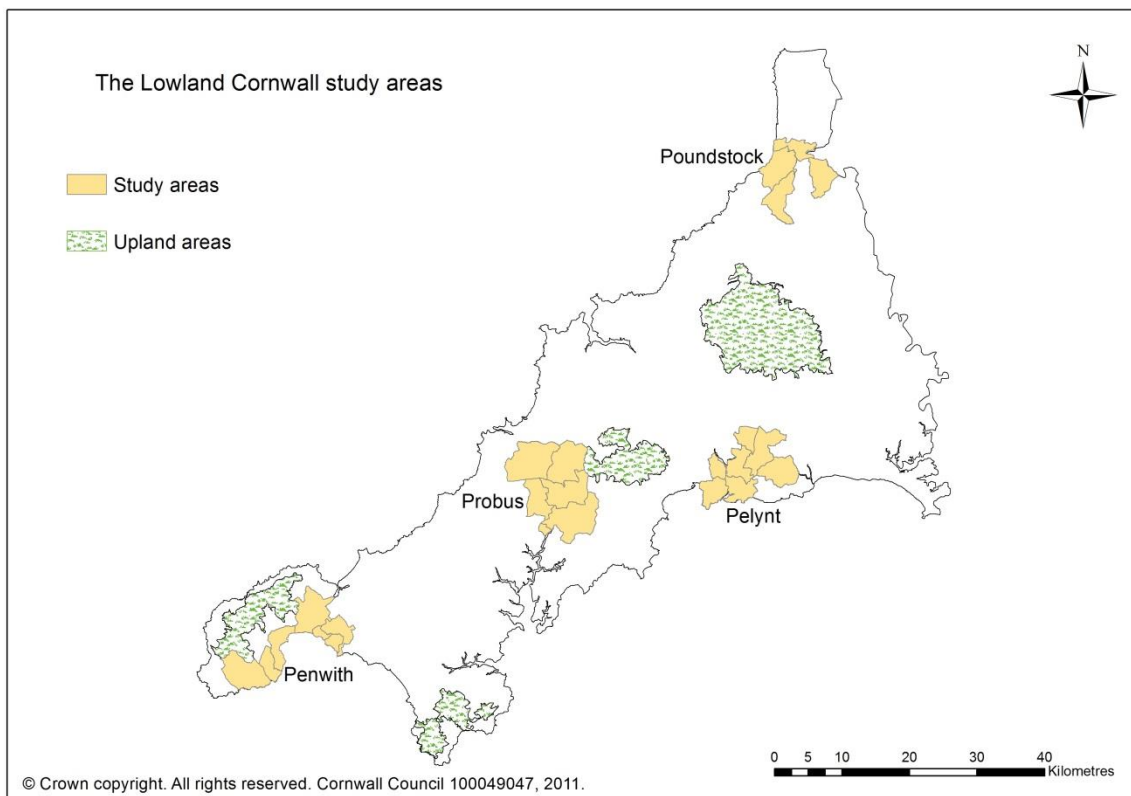 The Lowland Cornwall study areas
N
Study areas
Upland areas
Poundstock
Probus
Pelynt
Penwith
0 5 10 20 30 40
Kilometres
© Crown copyright. All rights reserved. Cornwall Council 100049047, 2011.